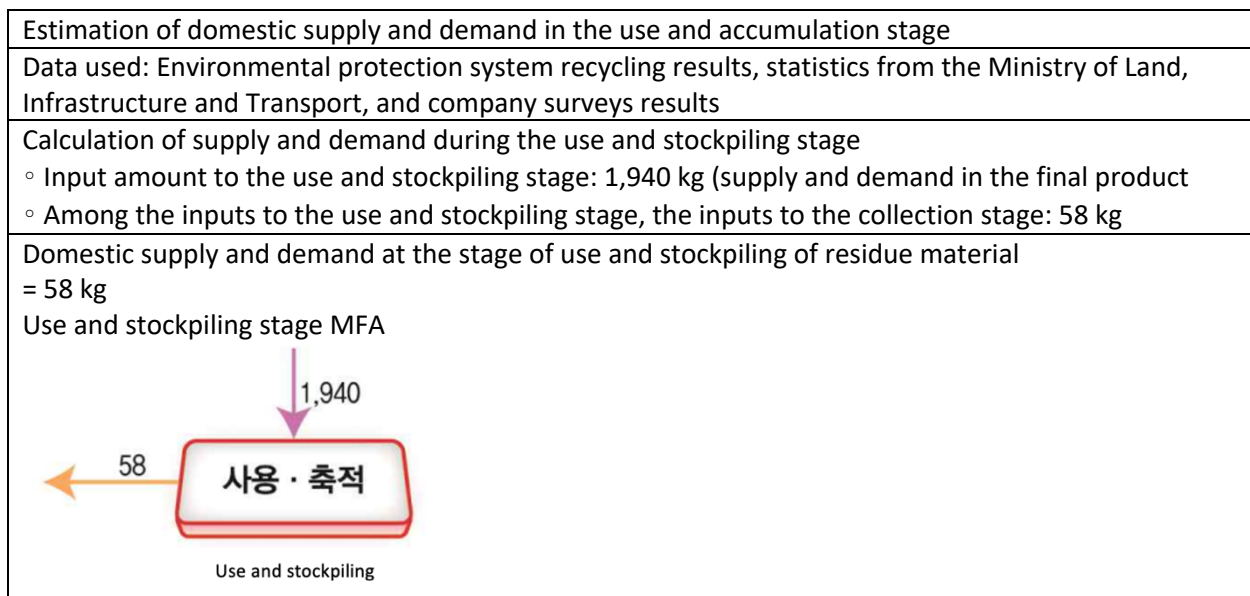 Estimation of domestic supply and demand in the use and accumulation stage
Data used: Environmental protection system recycling results, statistics from the Ministry of Land,
Infrastructure and Transport, and company surveys results
Calculation of supply and demand during the use and stockpiling stage
◦ Input amount to the use and stockpiling stage: 1,940 kg (supply and demand in the final product
◦ Among the inputs to the use and stockpiling stage, the inputs to the collection stage: 58 kg
Domestic supply and demand at the stage of use and stockpiling of residue material
= 58 kg
Use and stockpiling stage MFA
1,940
58
사용 · 축적
Use and stockpiling